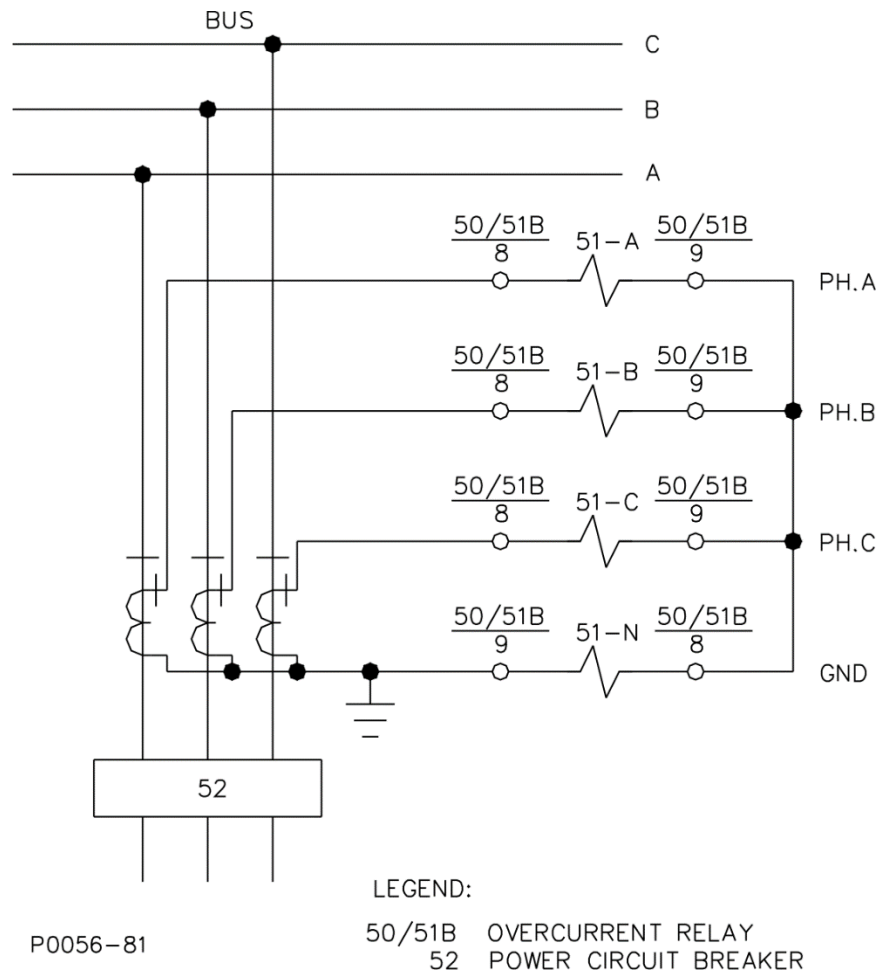 BUS
C
B
A
50/51B
8
51-A
50/51B
9
PH.A
50/51B
8
51-B
50/51B
9
PH.B
50/51B
8
51-C
50/51B
9
PH.C
50/51B
9
51-N
50/51B
8
GND
52
LEGEND:
50/51B OVERCURRENT RELAY
52 POWER CIRCUIT BREAKER
P0056-81